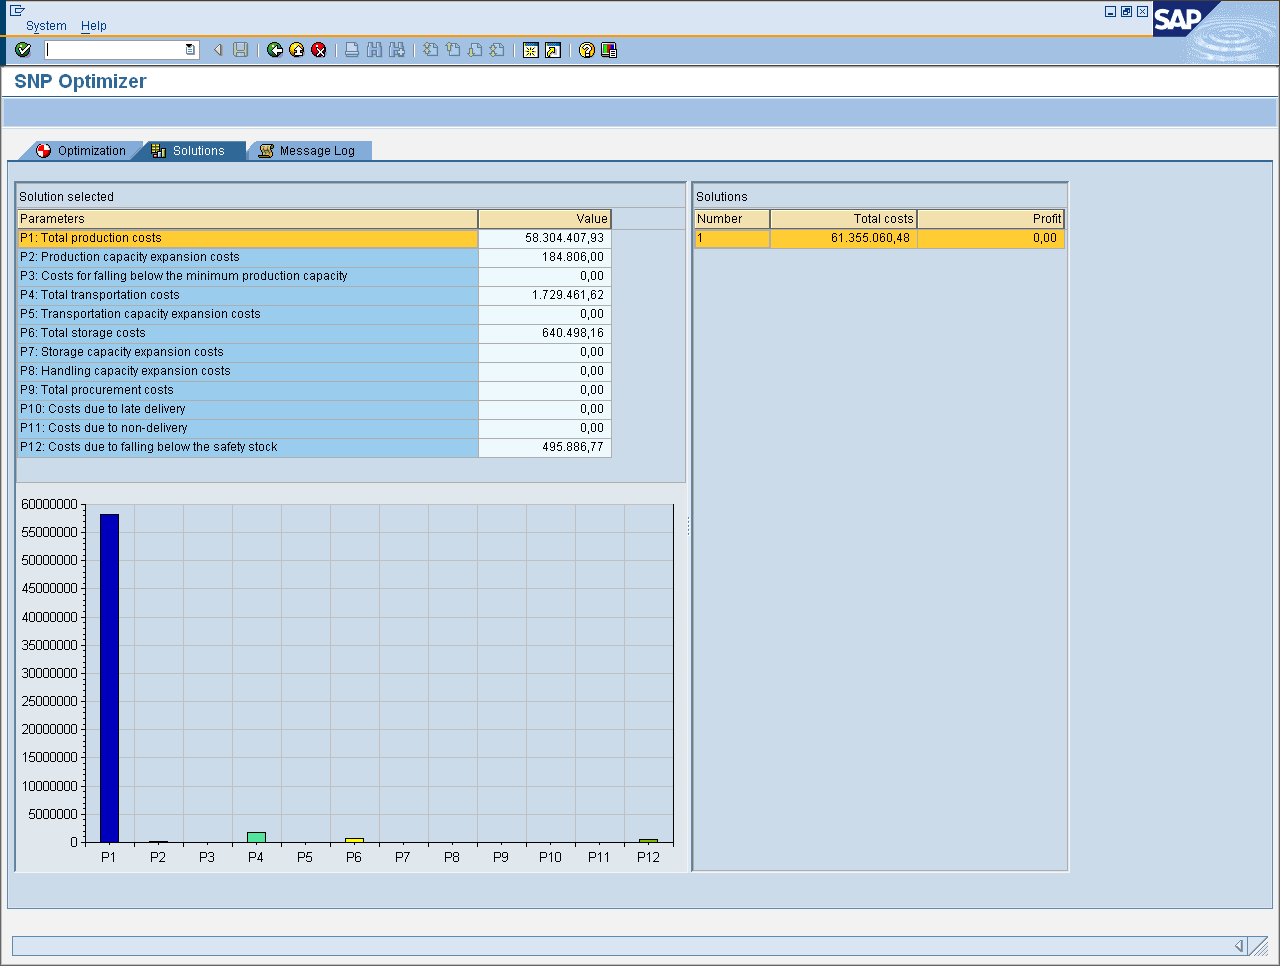 System Help
SAP
SNP Optimizer
Optimization Solutions Message Log
Solution selected
Parameters Value
P1: Total production costs 58.304.407,93
P2: Production capacity expansion costs 184.806,00
P3: Costs for falling below the minimum production capacity 0,00
P4: Total transportation costs 1.729.461,62
P5: Transportation capacity expansion costs 0,00
P6: Total storage costs 640.498,16
P7: Storage capacity expansion costs 0,00
P8: Handling capacity expansion costs 0,00
P9: Total procurement costs 0,00
P10: Costs due to late delivery 0,00
P11: Costs due to non-delivery 0,00
P12: Costs due to falling below the safety stock 495.886,77
60000000
55000000
50000000
45000000
40000000
35000000
30000000
25000000
20000000
15000000
10000000
5000000
0
P1 P2 P3 P4 P5 P6 P7 P8 P9 P10 P11 P12
Solutions
Number Total costs Profit
1 61.355.060,48 0,00